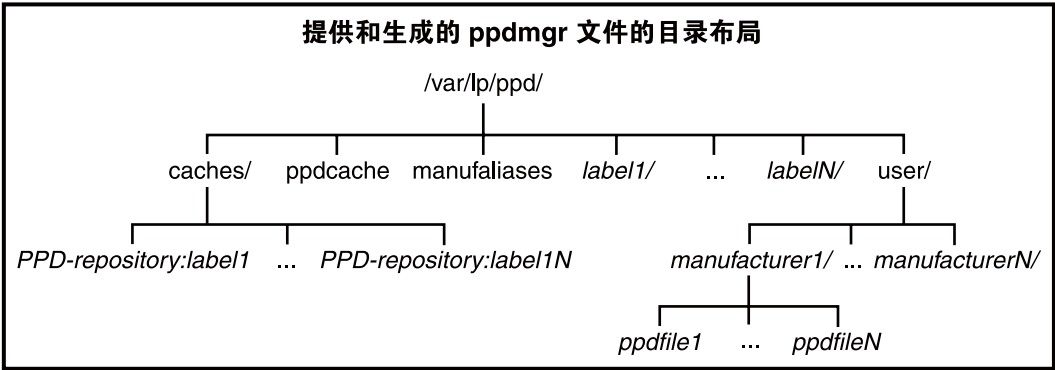 提供和生成的 ppdmgr 文件的目录布局
/var/lp/ppd/
caches/ ppdcache manufaliases label1/ ... labelN/ user/
PPD-repository:label1 ... PPD-repository:label1N manufacturer1/ ... manufacturerN/
ppdfile1 ... ppdfileN